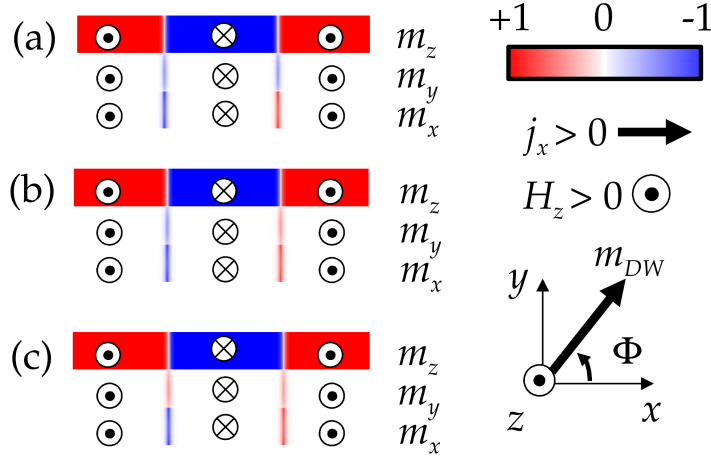 (a)
m_z
m_y
m_x
(b)
m_z
m_y
m_x
(c)
m_z
m_y
m_x
+1 0 -1
j_x > 0
H_z > 0
m_DW
y
Φ
z
x